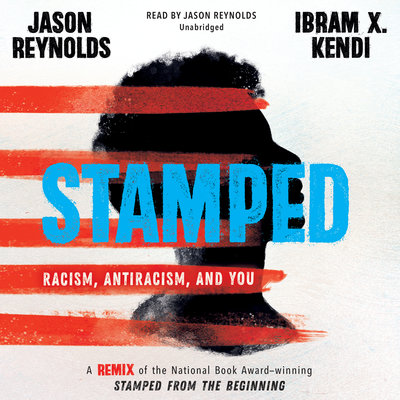 JASON
REYNOLDS
READ BY JASON REYNOLDS
Unabridged
IBRAM X.
KENDI
STAMPED
RACISM, ANTIRACISM, AND YOU
A REMIX of the National Book Award–winning
STAMPED FROM THE BEGINNING